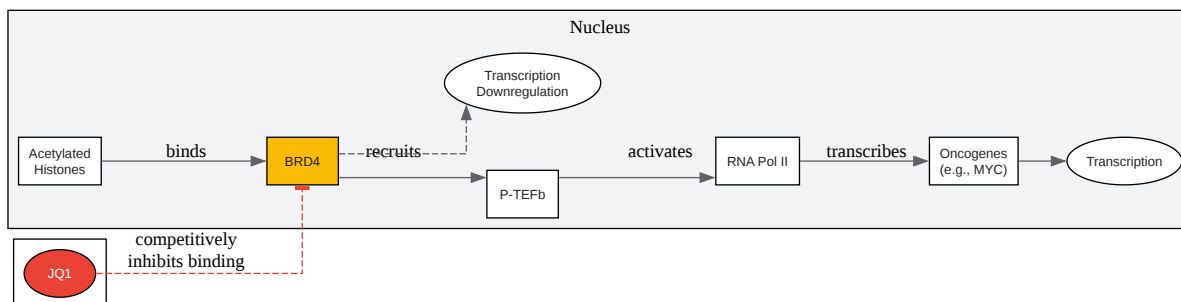 Nucleus
Transcription
Downregulation
Acetylated
Histones
binds
BRD4
recruits
P-TEFb
activates
RNA Pol II
transcribes
Oncogenes
(e.g., MYC)
Transcription
JQ1
competitively
inhibits binding